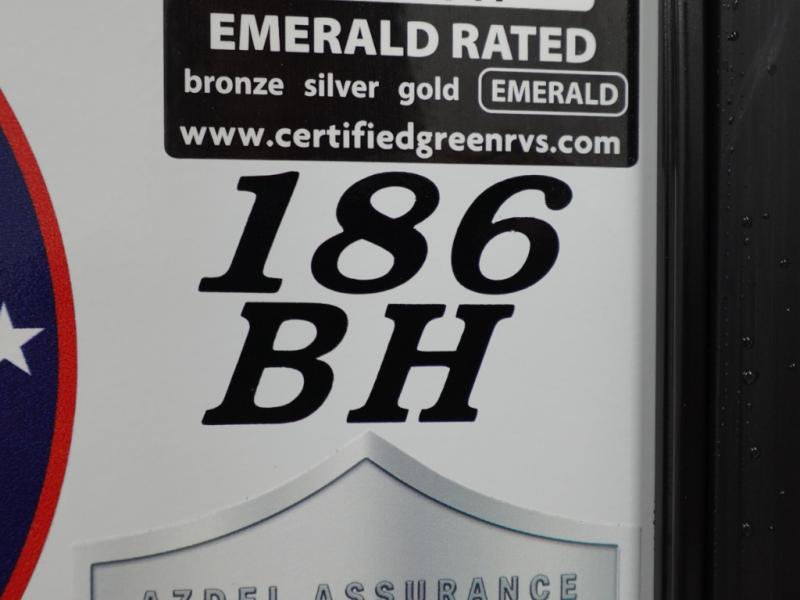 EMERALD RATED
bronze silver gold EMERALD
www.certifiedgreenrvs.com
186
BH
AZDEL ASSURANCE